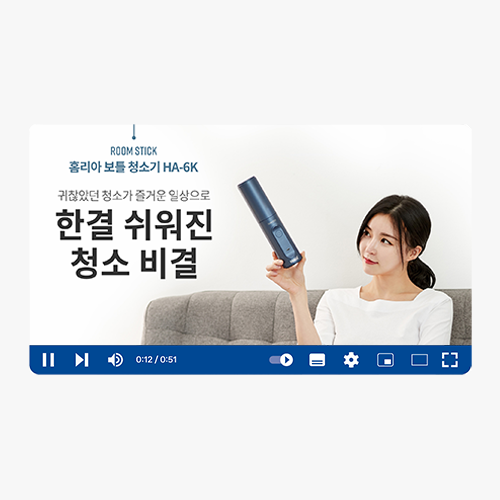 ROOM STICK
홈리아 보틀 청소기 HA-6K
귀찮았던 청소가 즐거운 일상으로
한결 쉬워진
청소 비결
0:12 / 0:51